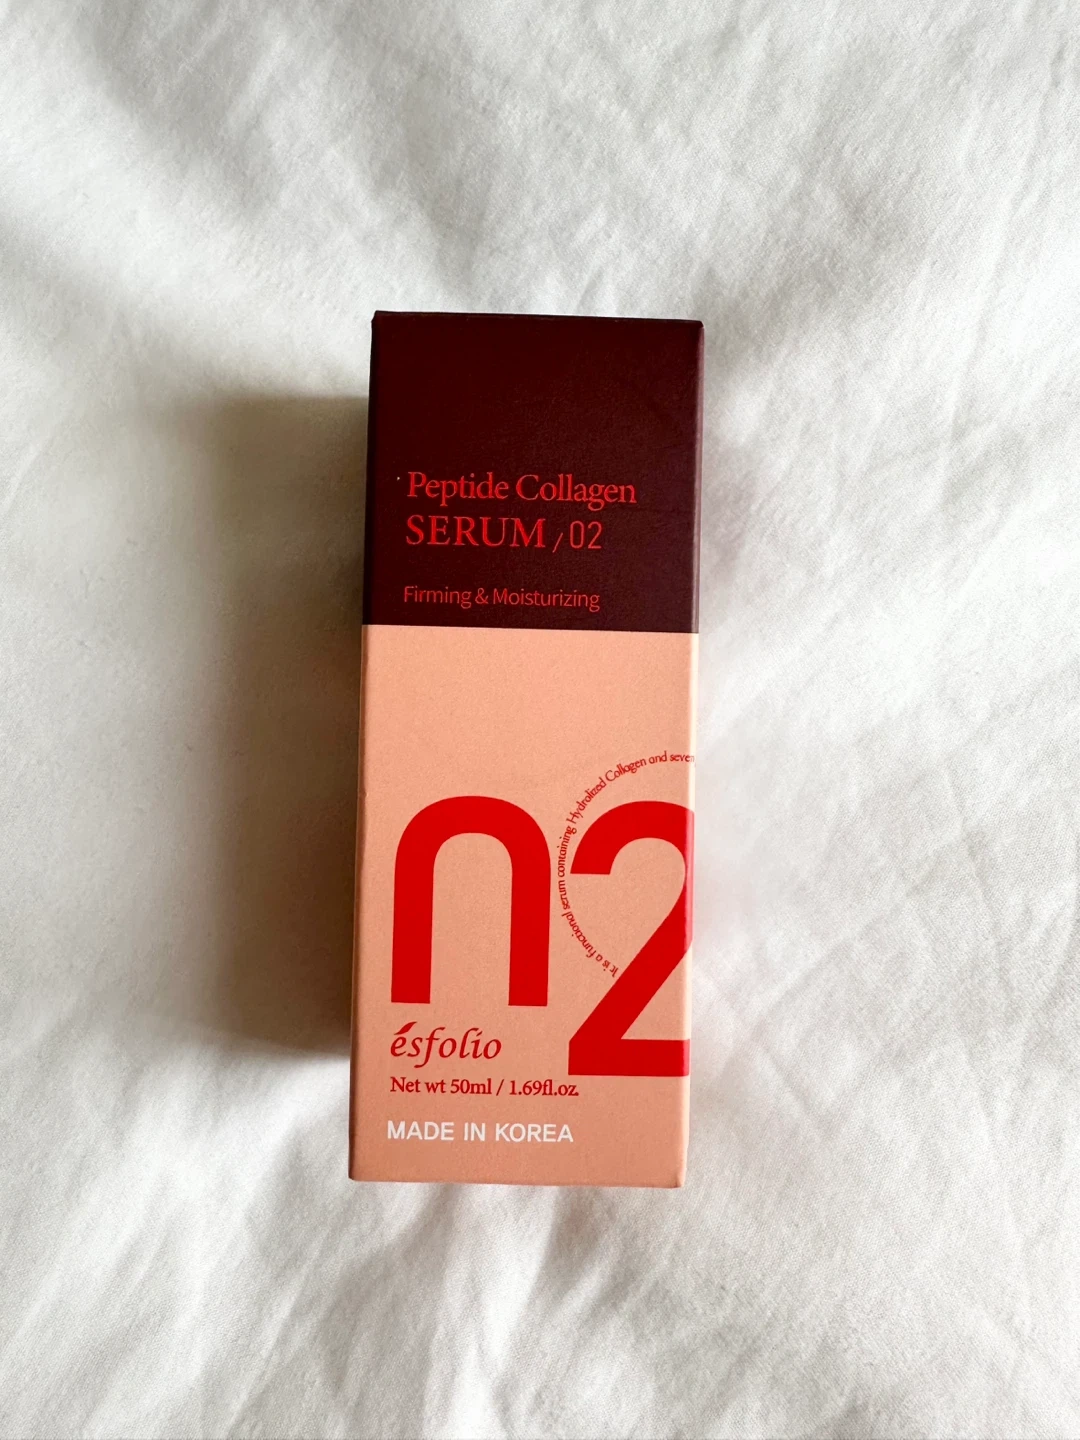 Peptide Collagen
SERUM / 02
Firming & Moisturizing
It is a functional serum containing Hydrolized Collagen and seven
n2
ésfolio
Net wt 50ml / 1.69fl.oz.
MADE IN KOREA